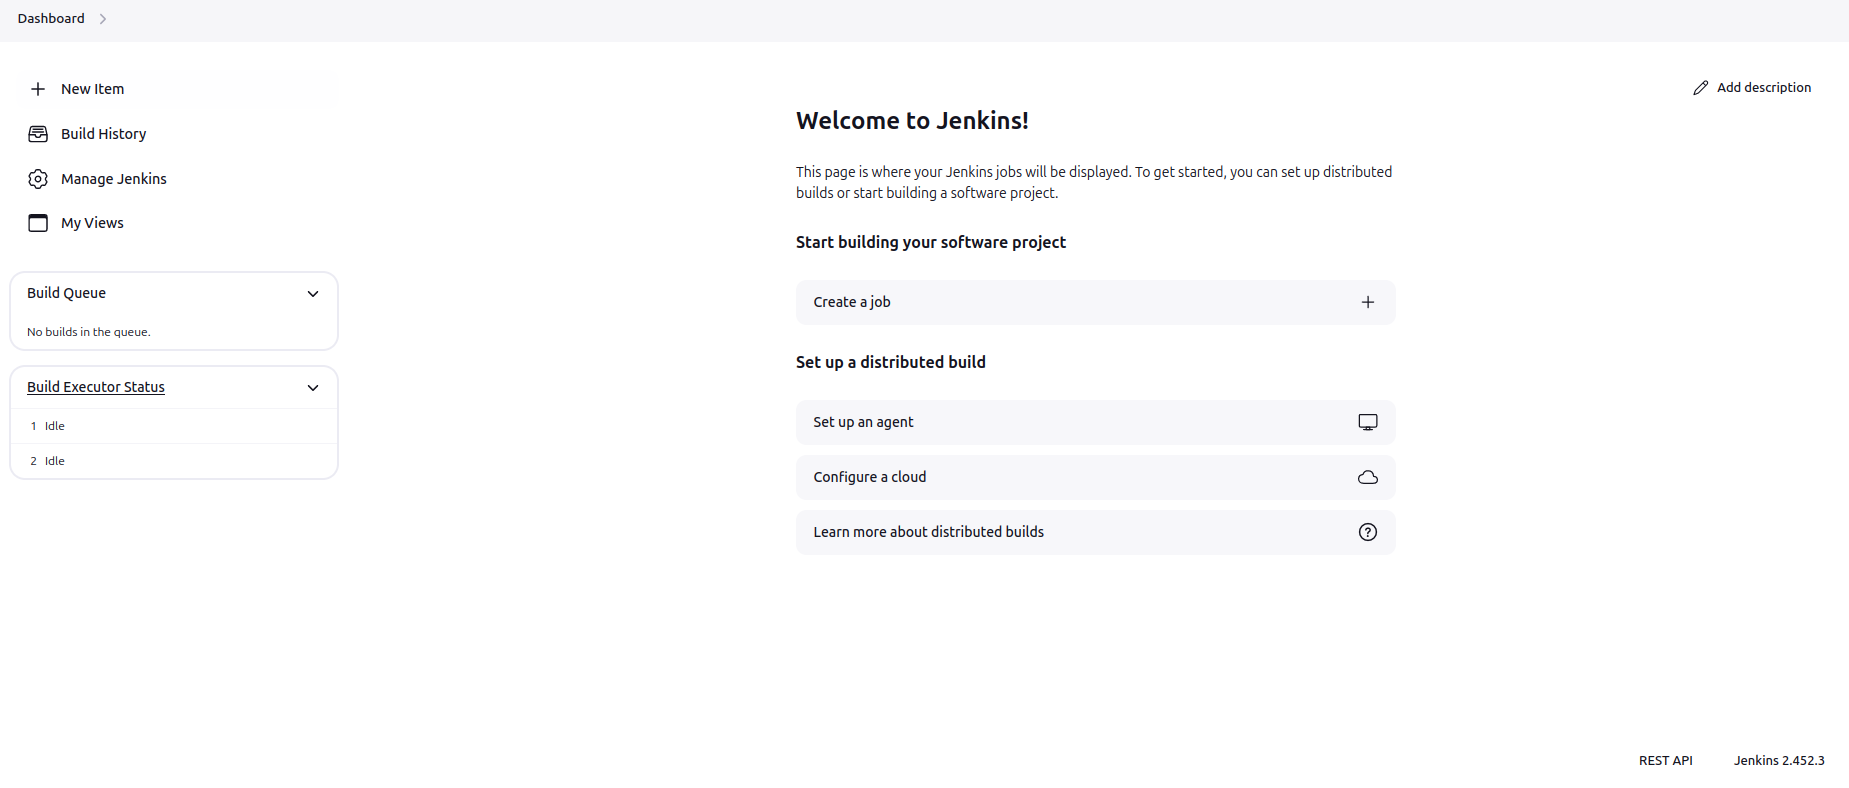 Dashboard
New Item
Build History
Manage Jenkins
My Views
Build Queue
No builds in the queue.
Build Executor Status
1 Idle
2 Idle
Add description
Welcome to Jenkins!
This page is where your Jenkins jobs will be displayed. To get started, you can set up distributed
builds or start building a software project.
Start building your software project
Create a job
Set up a distributed build
Set up an agent
Configure a cloud
Learn more about distributed builds
REST API
Jenkins 2.452.3